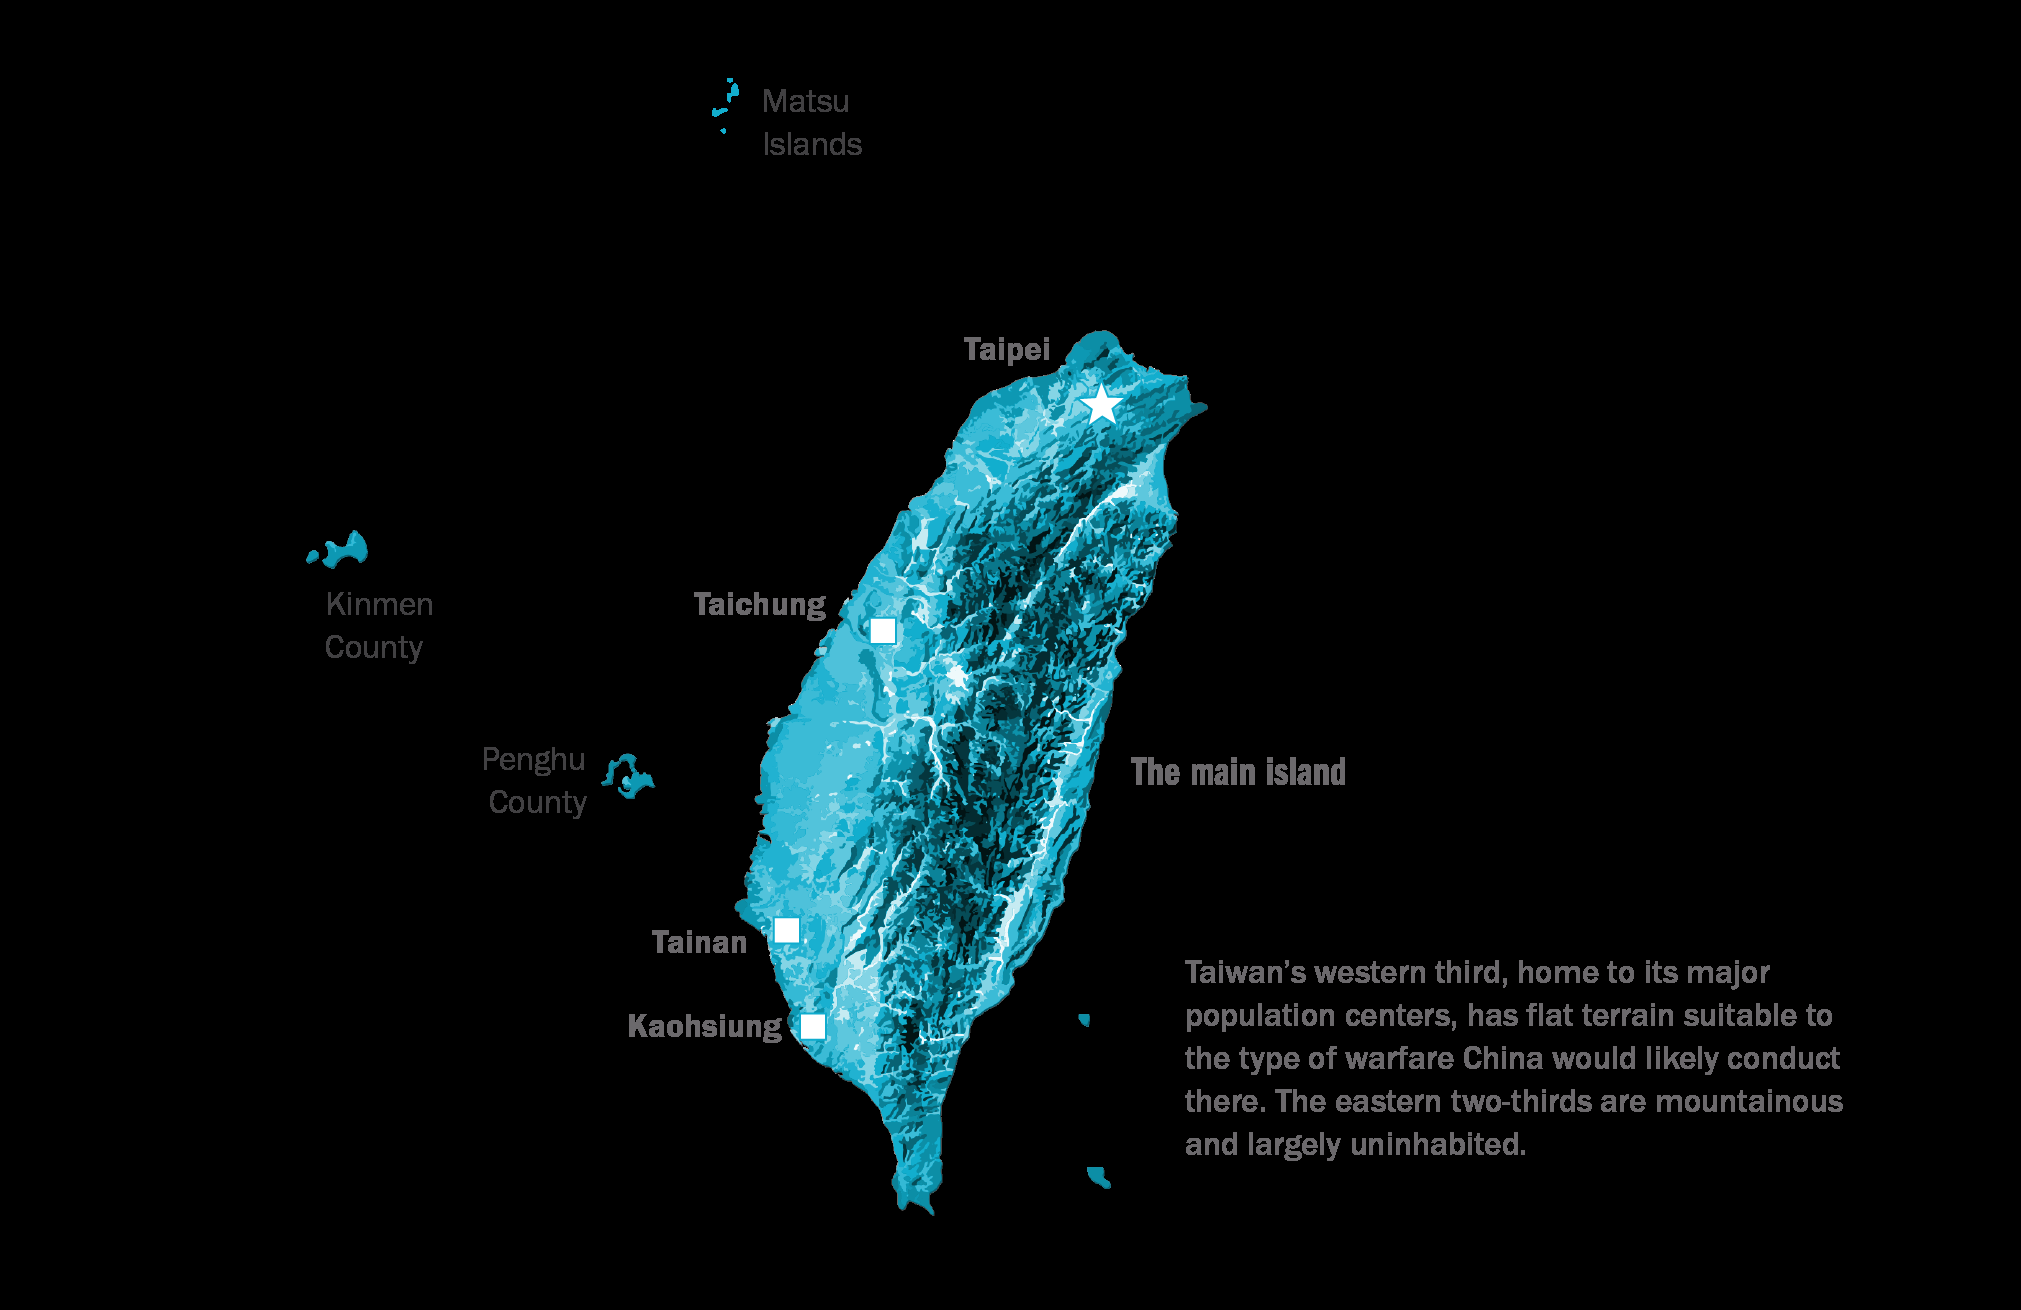 Matsu
Islands
Taipei
Kinmen
County
Taichung
Penghu
County
The main island
Tainan
Kaohsiung
Taiwan’s western third, home to its major
population centers, has flat terrain suitable to
the type of warfare China would likely conduct
there. The eastern two-thirds are mountainous
and largely uninhabited.